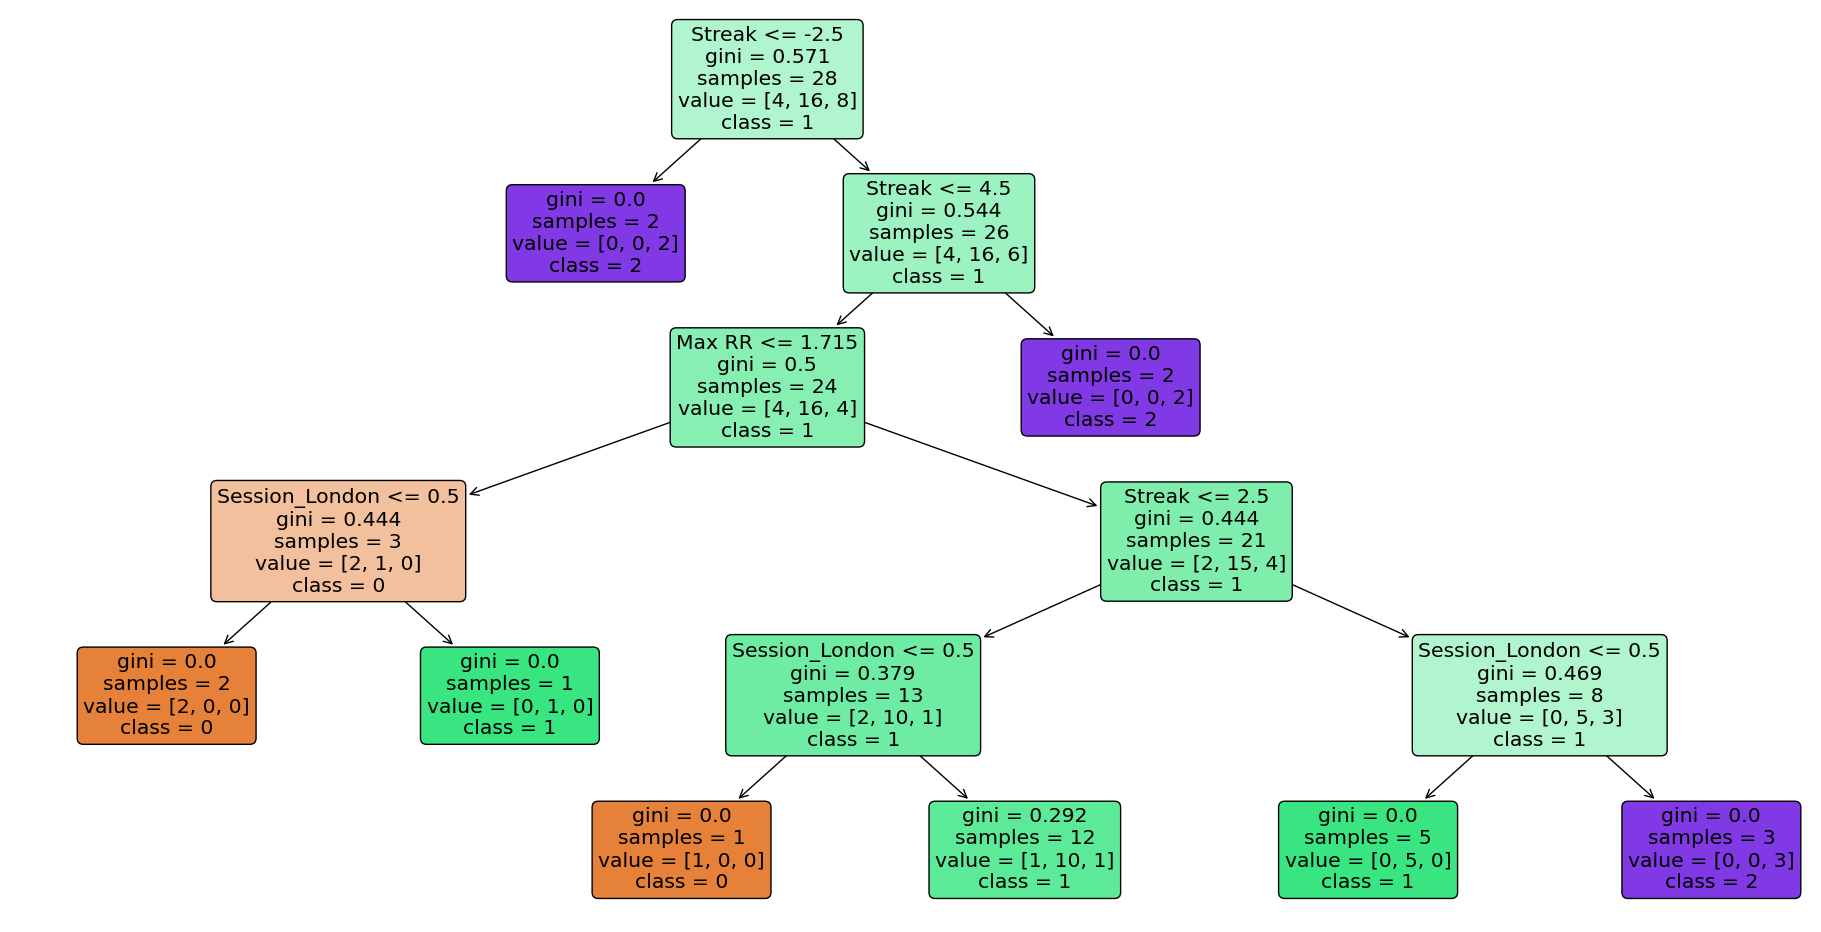 Streak <= -2.5
gini = 0.571
samples = 28
value = [4, 16, 8]
class = 1
gini = 0.0
samples = 2
value = [0, 0, 2]
class = 2
Streak <= 4.5
gini = 0.544
samples = 26
value = [4, 16, 6]
class = 1
Max RR <= 1.715
gini = 0.5
samples = 24
value = [4, 16, 4]
class = 1
gini = 0.0
samples = 2
value = [0, 0, 2]
class = 2
Session_London <= 0.5
gini = 0.444
samples = 3
value = [2, 1, 0]
class = 0
Streak <= 2.5
gini = 0.444
samples = 21
value = [2, 15, 4]
class = 1
gini = 0.0
samples = 2
value = [2, 0, 0]
class = 0
gini = 0.0
samples = 1
value = [0, 1, 0]
class = 1
Session_London <= 0.5
gini = 0.379
samples = 13
value = [2, 10, 1]
class = 1
Session_London <= 0.5
gini = 0.469
samples = 8
value = [0, 5, 3]
class = 1
gini = 0.0
samples = 1
value = [1, 0, 0]
class = 0
gini = 0.292
samples = 12
value = [1, 10, 1]
class = 1
gini = 0.0
samples = 5
value = [0, 5, 0]
class = 1
gini = 0.0
samples = 3
value = [0, 0, 3]
class = 2